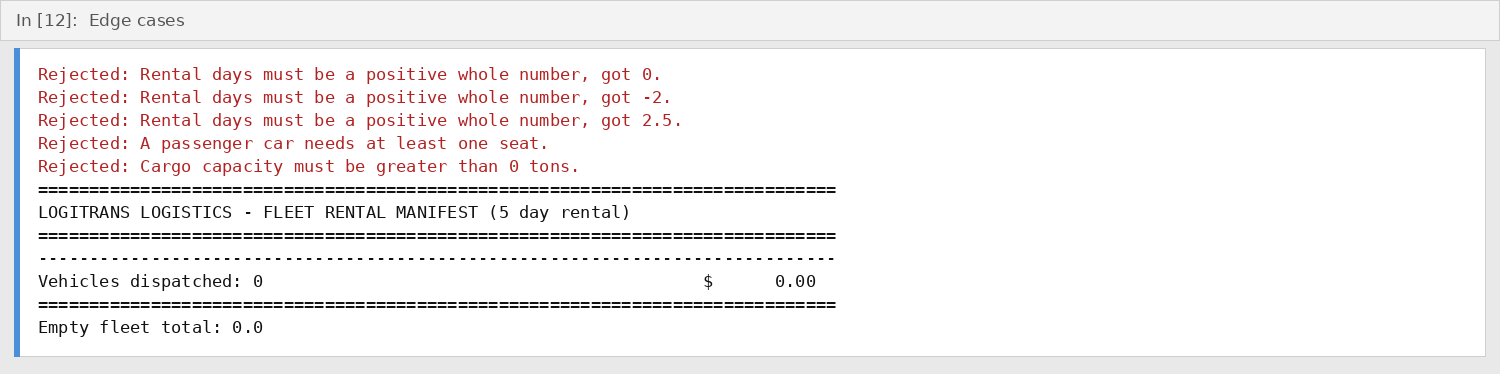 In [12]: Edge cases
Rejected: Rental days must be a positive whole number, got 0.
Rejected: Rental days must be a positive whole number, got -2.
Rejected: Rental days must be a positive whole number, got 2.5.
Rejected: A passenger car needs at least one seat.
Rejected: Cargo capacity must be greater than 0 tons.
==============================================================================
LOGITRANS LOGISTICS - FLEET RENTAL MANIFEST (5 day rental)
==============================================================================
------------------------------------------------------------------------------
Vehicles dispatched: 0                                           $      0.00
==============================================================================
Empty fleet total: 0.0